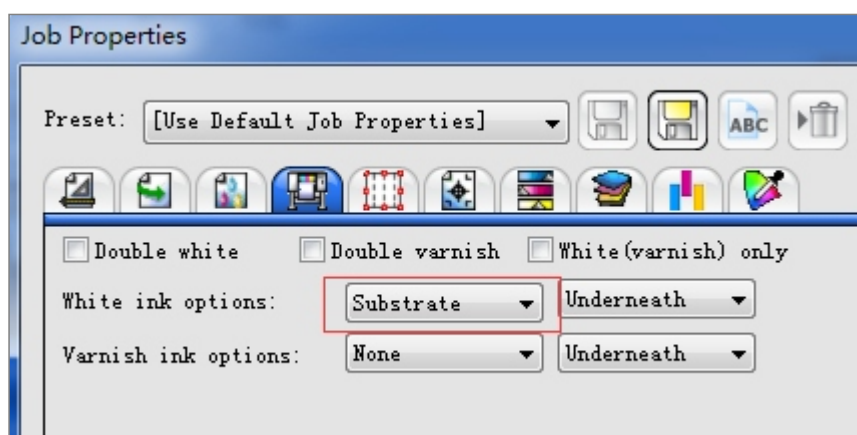 Job Properties
Preset: [Use Default Job Properties] ABC
Double white Double varnish White(varnish) only
White ink options: Substrate Underneath
Varnish ink options: None Underneath